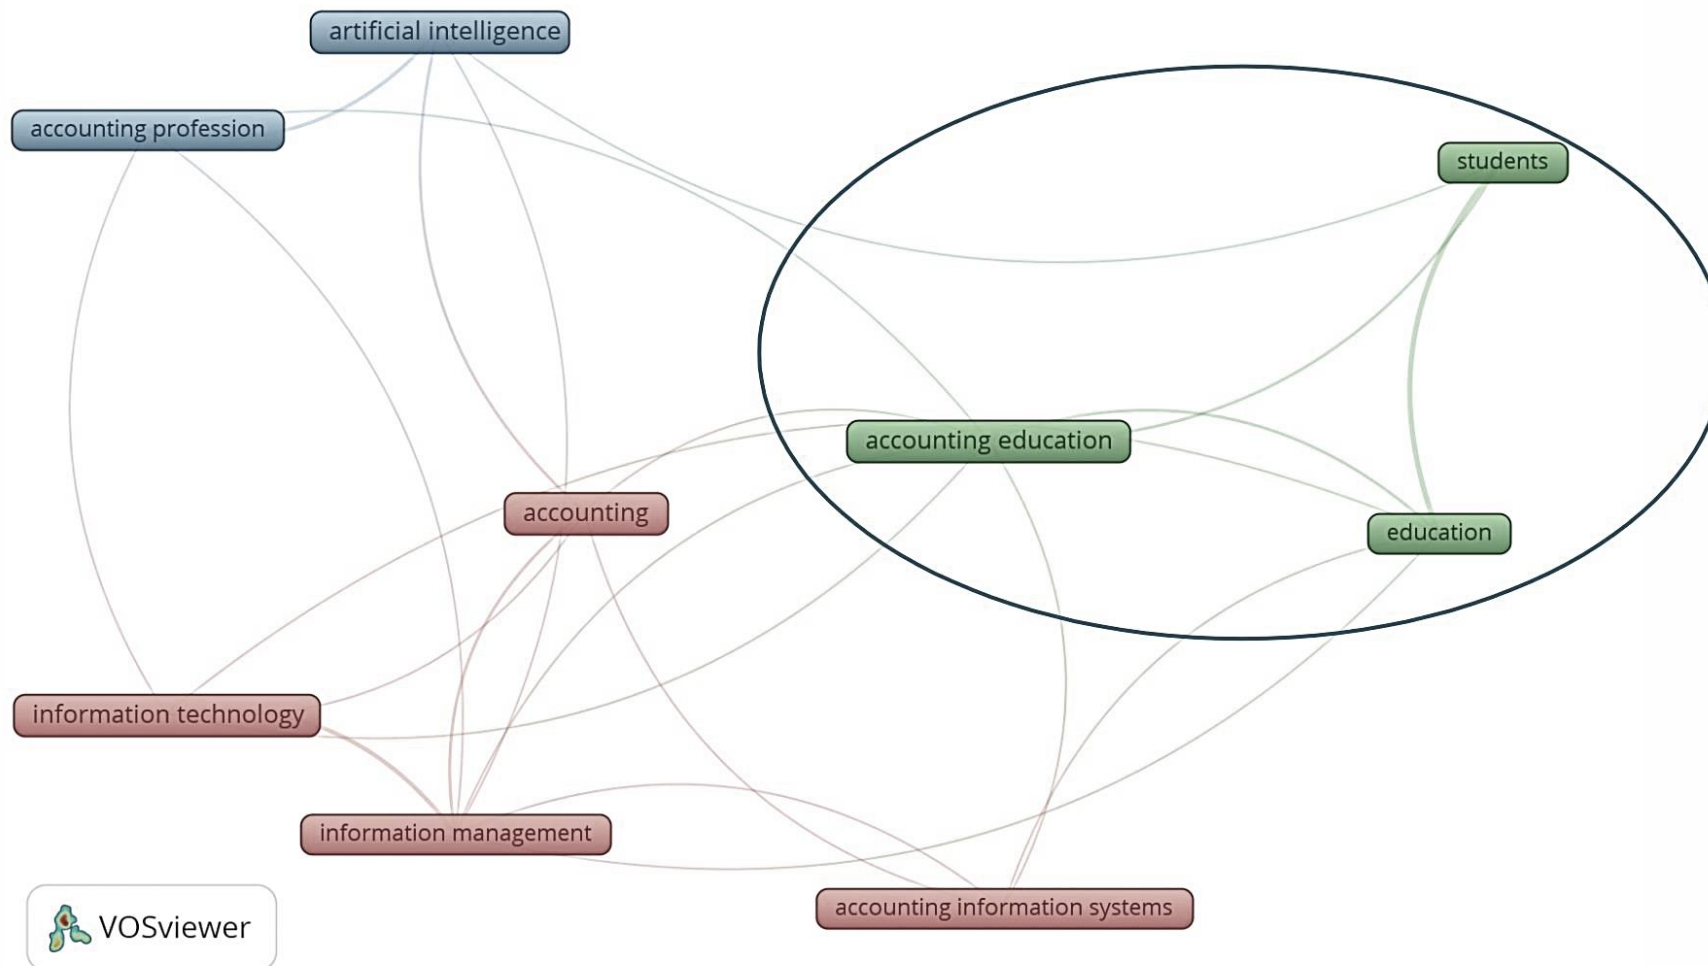 artificial intelligence
accounting profession
students
accounting education
accounting
education
information technology
information management
accounting information systems
VOSviewer